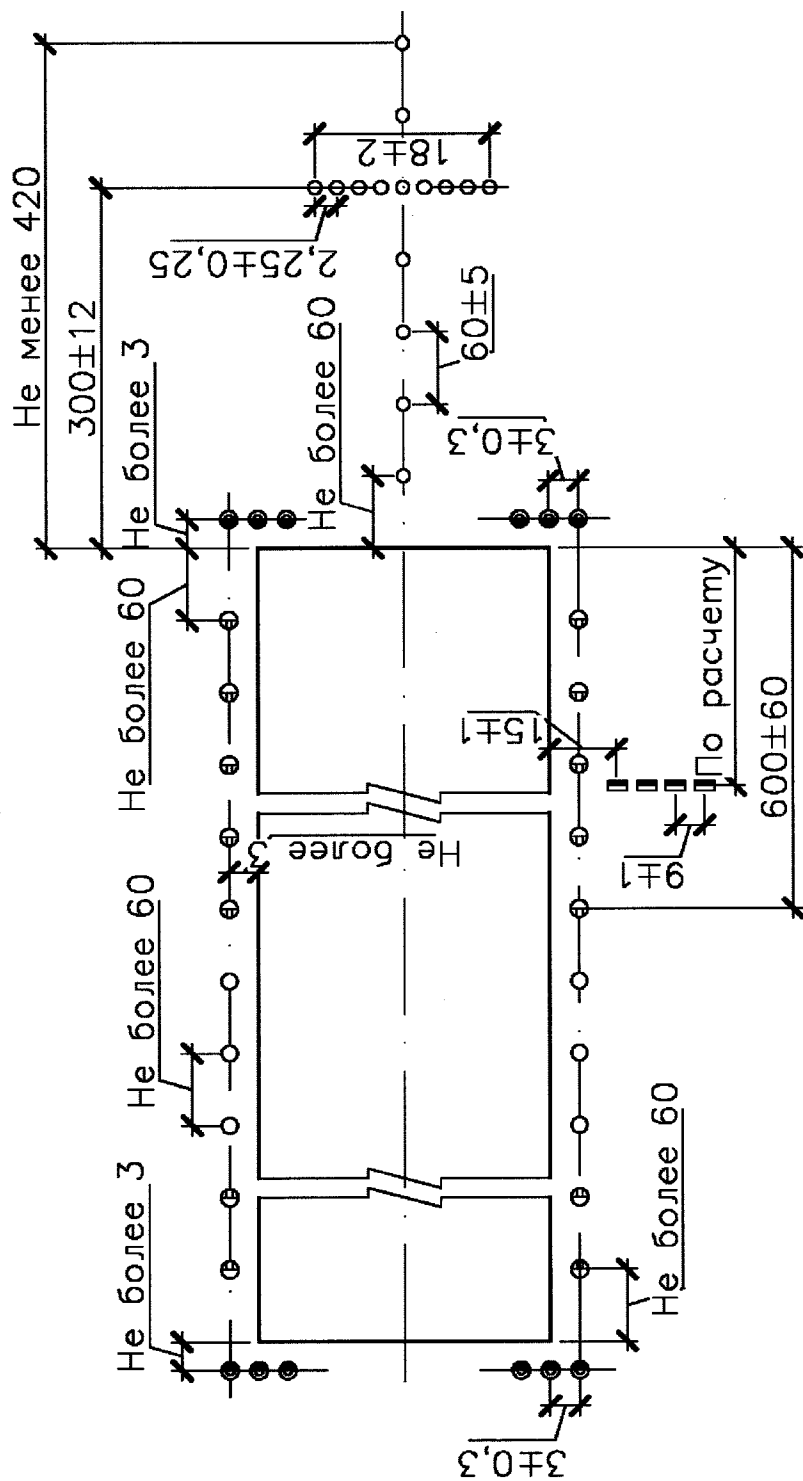 Не менее 420
300±12
Не более 3
18±2
2,25±0,25
Не более 60
60±5
3±0,3
Не более 60
Не более 3
15±1
По расчету
600±60
9±1
Не более 60
Не более 60
Не более 3
3±0,3